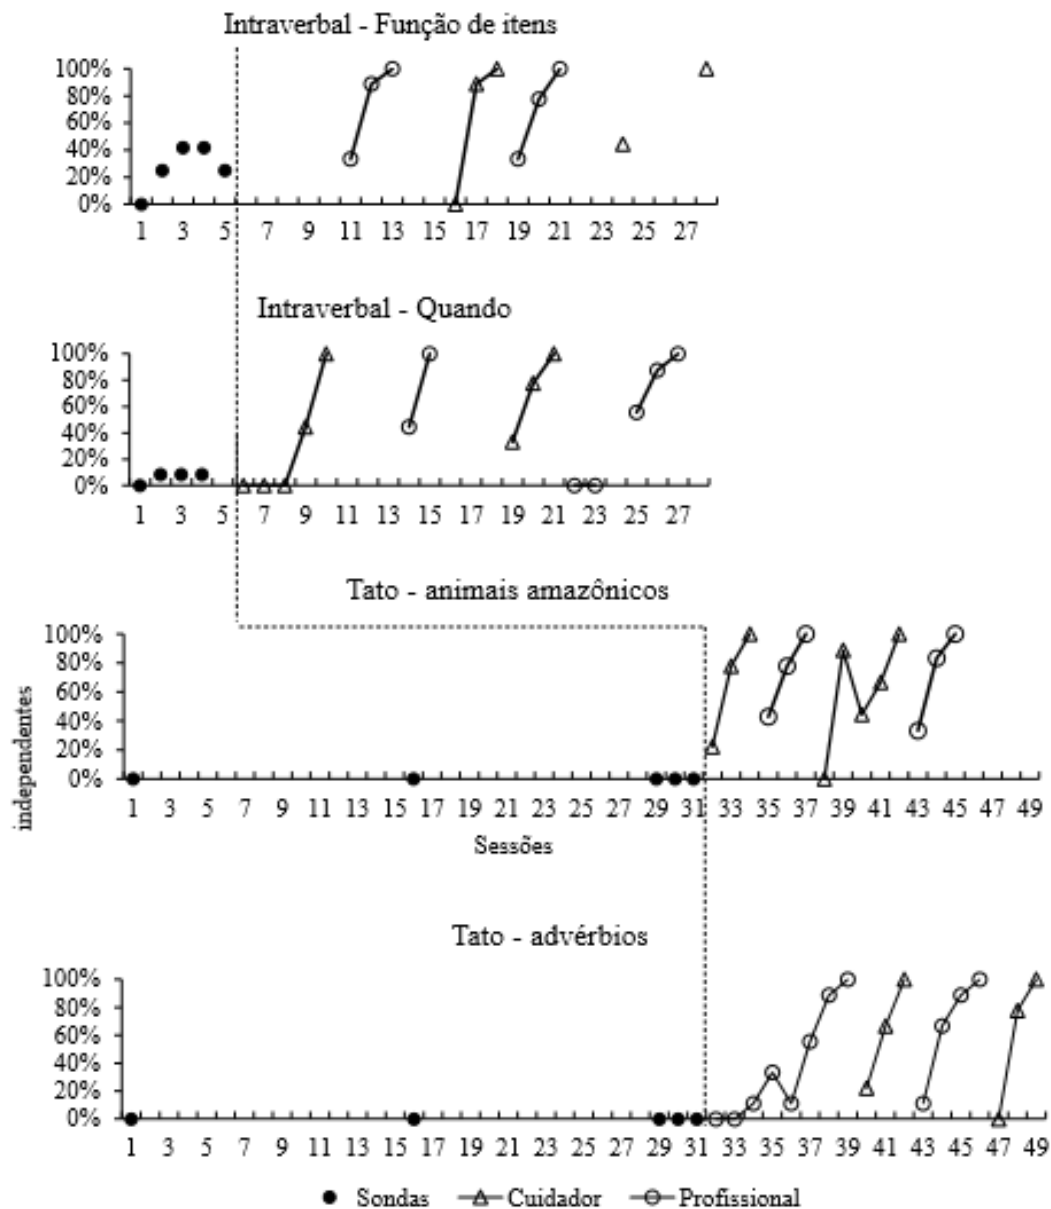 Intraverbal - Função de itens
100%
80%
60%
40%
20%
0%
1 3 5 7 9 11 13 15 17 19 21 23 25 27
Intraverbal - Quando
100%
80%
60%
40%
20%
0%
1 3 5 7 9 11 13 15 17 19 21 23 25 27
Tato - animais amazônicos
100%
80%
60%
40%
20%
0%
independentes
1 3 5 7 9 11 13 15 17 19 21 23 25 27 29 31 33 35 37 39 41 43 45 47 49
Sessões
Tato - advérbios
100%
80%
60%
40%
20%
0%
1 3 5 7 9 11 13 15 17 19 21 23 25 27 29 31 33 35 37 39 41 43 45 47 49
Sondas Cuidador Profissional